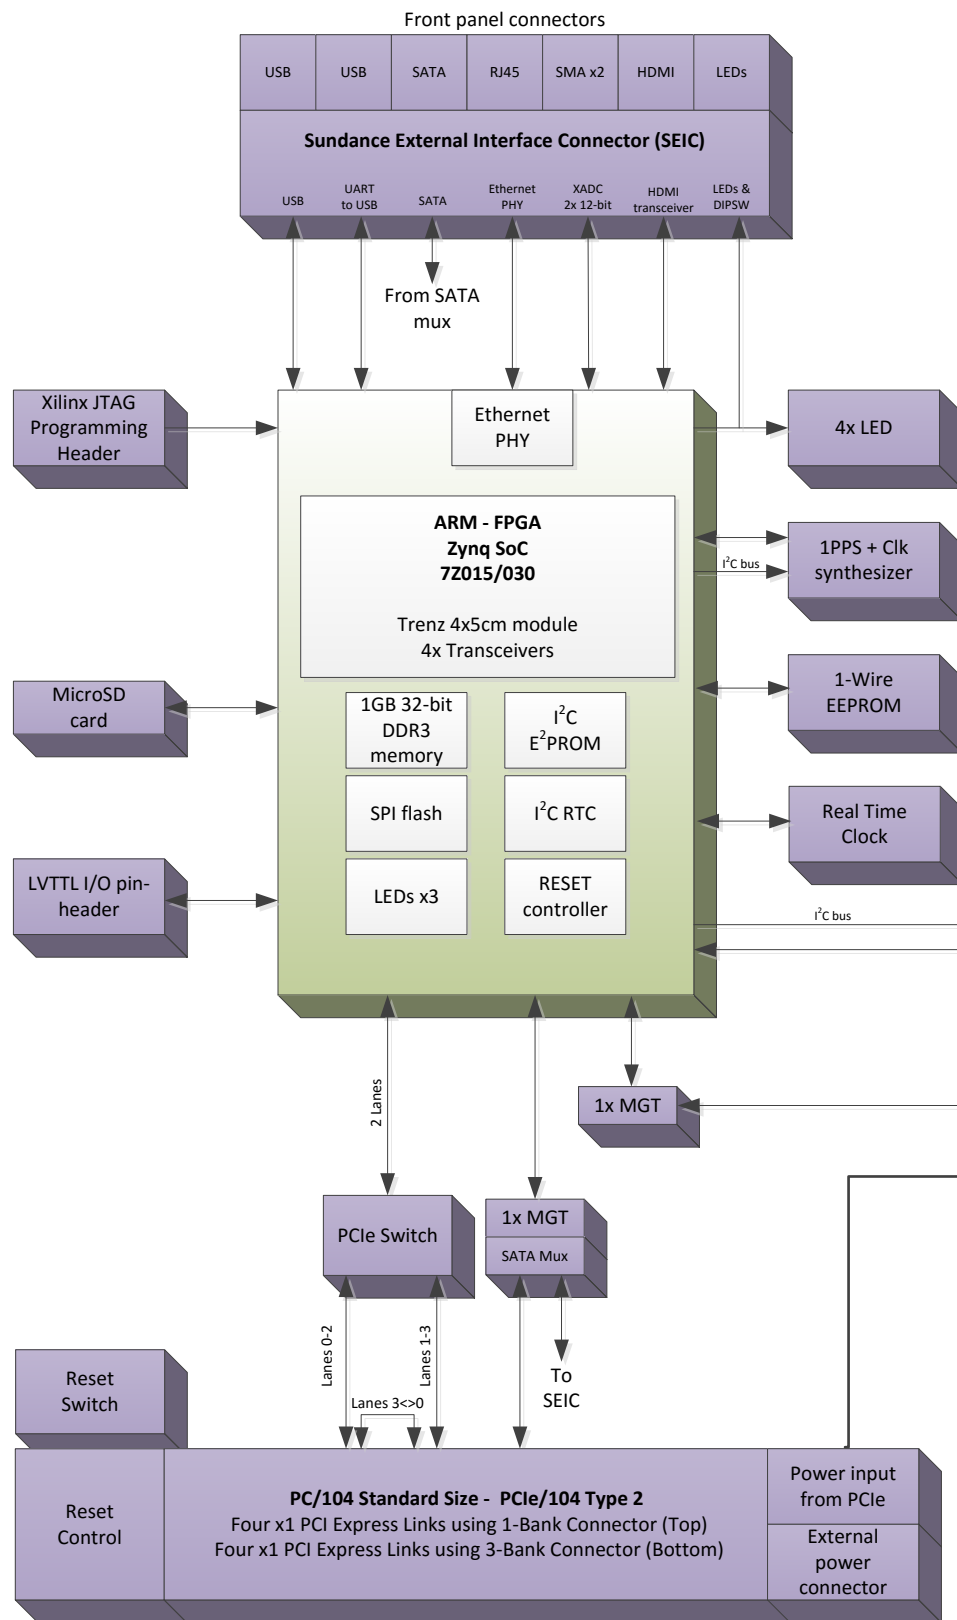 Front panel connectors
USB
USB
SATA
RJ45
SMA x2
HDMI
LEDs
Sundance External Interface Connector (SEIC)
USB
UART
to USB
SATA
Ethernet
PHY
XADC
2x 12-bit
HDMI
transceiver
LEDs &
DIPSW
From SATA
mux
Xilinx JTAG
Programming
Header
Ethernet
PHY
4x LED
ARM - FPGA
Zynq SoC
7Z015/030
Trenz 4x5cm module
4x Transceivers
1PPS + Clk
synthesizer
I²C bus
MicroSD
card
1GB 32-bit
DDR3
memory
I²C
E²PROM
1-Wire
EEPROM
SPI flash
I²C RTC
Real Time
Clock
LVTTL I/O pin-
header
LEDs x3
RESET
controller
I²C bus
2 Lanes
1x MGT
PCIe Switch
1x MGT
SATA Mux
Lanes 0-2
Lanes 1-3
Lanes 3<>0
To
SEIC
Reset
Switch
Reset
Control
PC/104 Standard Size - PCIe/104 Type 2
Four x1 PCI Express Links using 1-Bank Connector (Top)
Four x1 PCI Express Links using 3-Bank Connector (Bottom)
Power input
from PCIe
External
power
connector